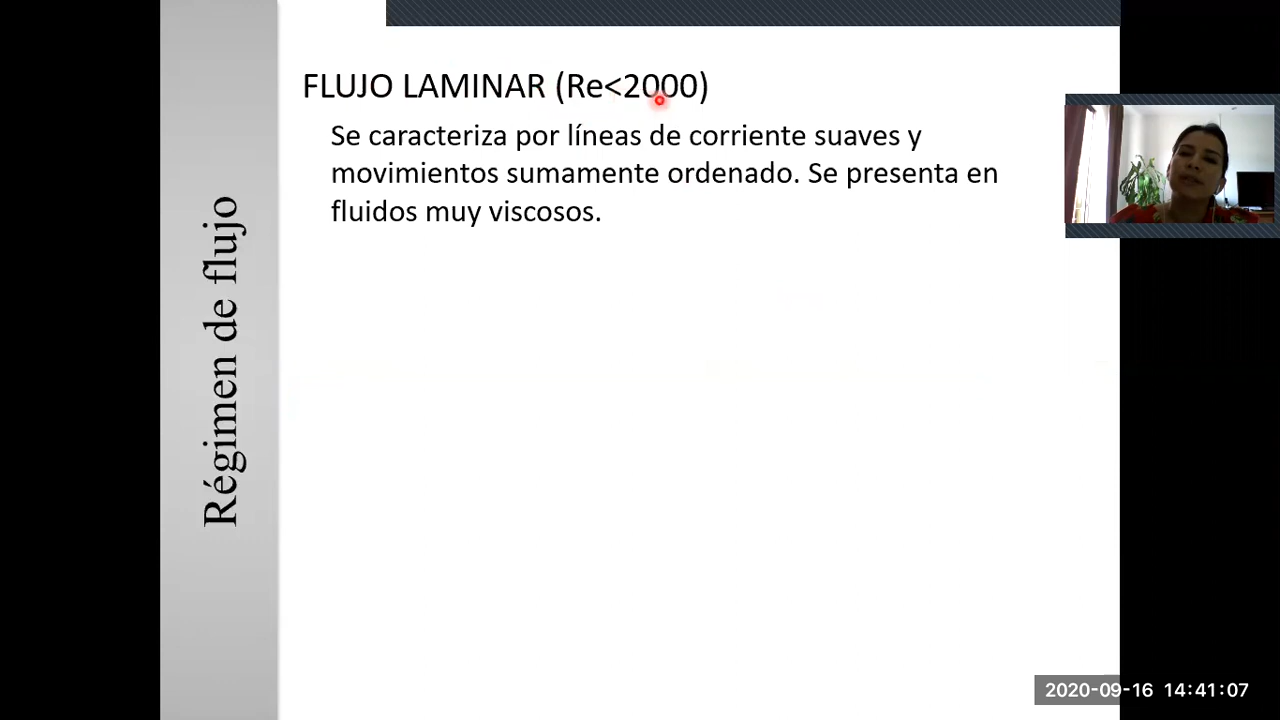 FLUJO LAMINAR (Re<2000)
Se caracteriza por líneas de corriente suaves y
movimientos sumamente ordenado. Se presenta en
fluidos muy viscosos.
Régimen de flujo
2020-09-16 14:41:07